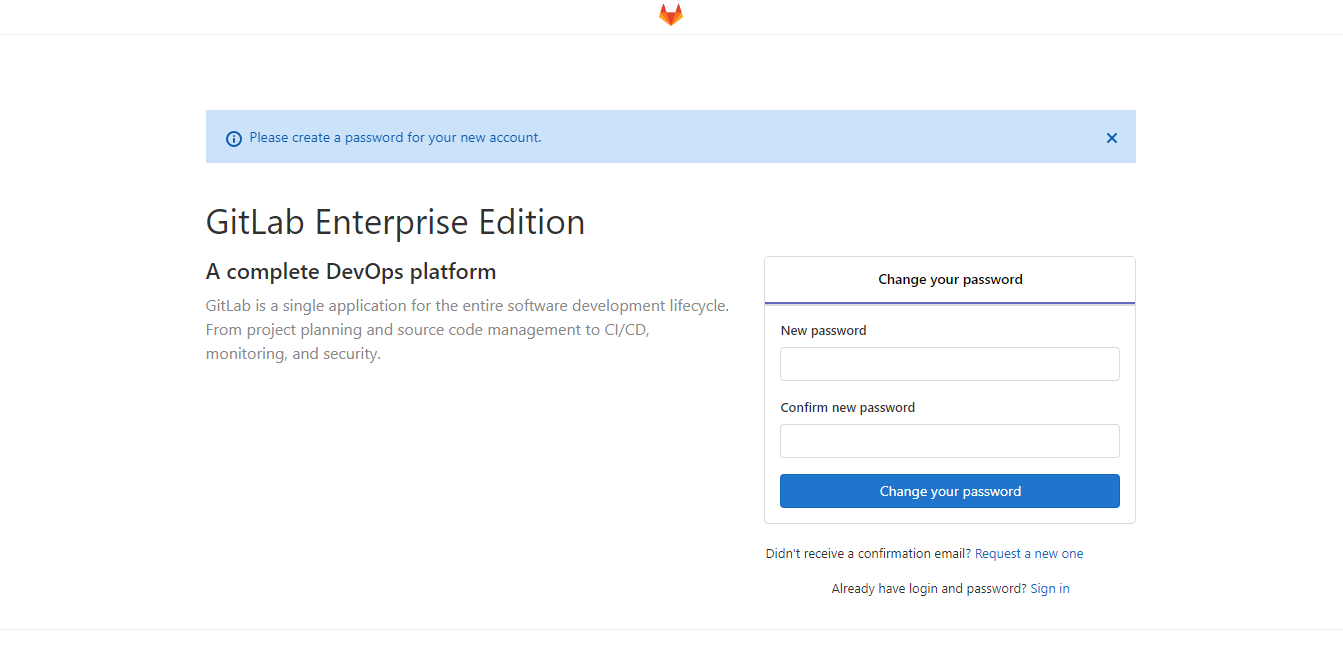 Please create a password for your new account.
GitLab Enterprise Edition
A complete DevOps platform
GitLab is a single application for the entire software development lifecycle.
From project planning and source code management to CI/CD,
monitoring, and security.
Change your password
New password
Confirm new password
Change your password
Didn't receive a confirmation email? Request a new one
Already have login and password? Sign in